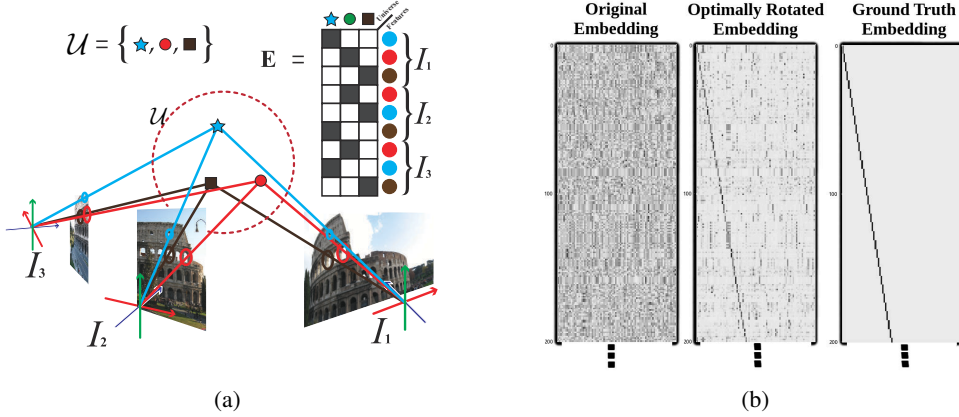 𝒰 = { ★, ●, ■ }
E =
Universe
Features
I₁
I₂
I₃
𝒰
I₃
I₂
I₁
(a)
Original
Embedding
Optimally Rotated
Embedding
Ground Truth
Embedding
0
100
200
0
100
200
0
100
200
(b)